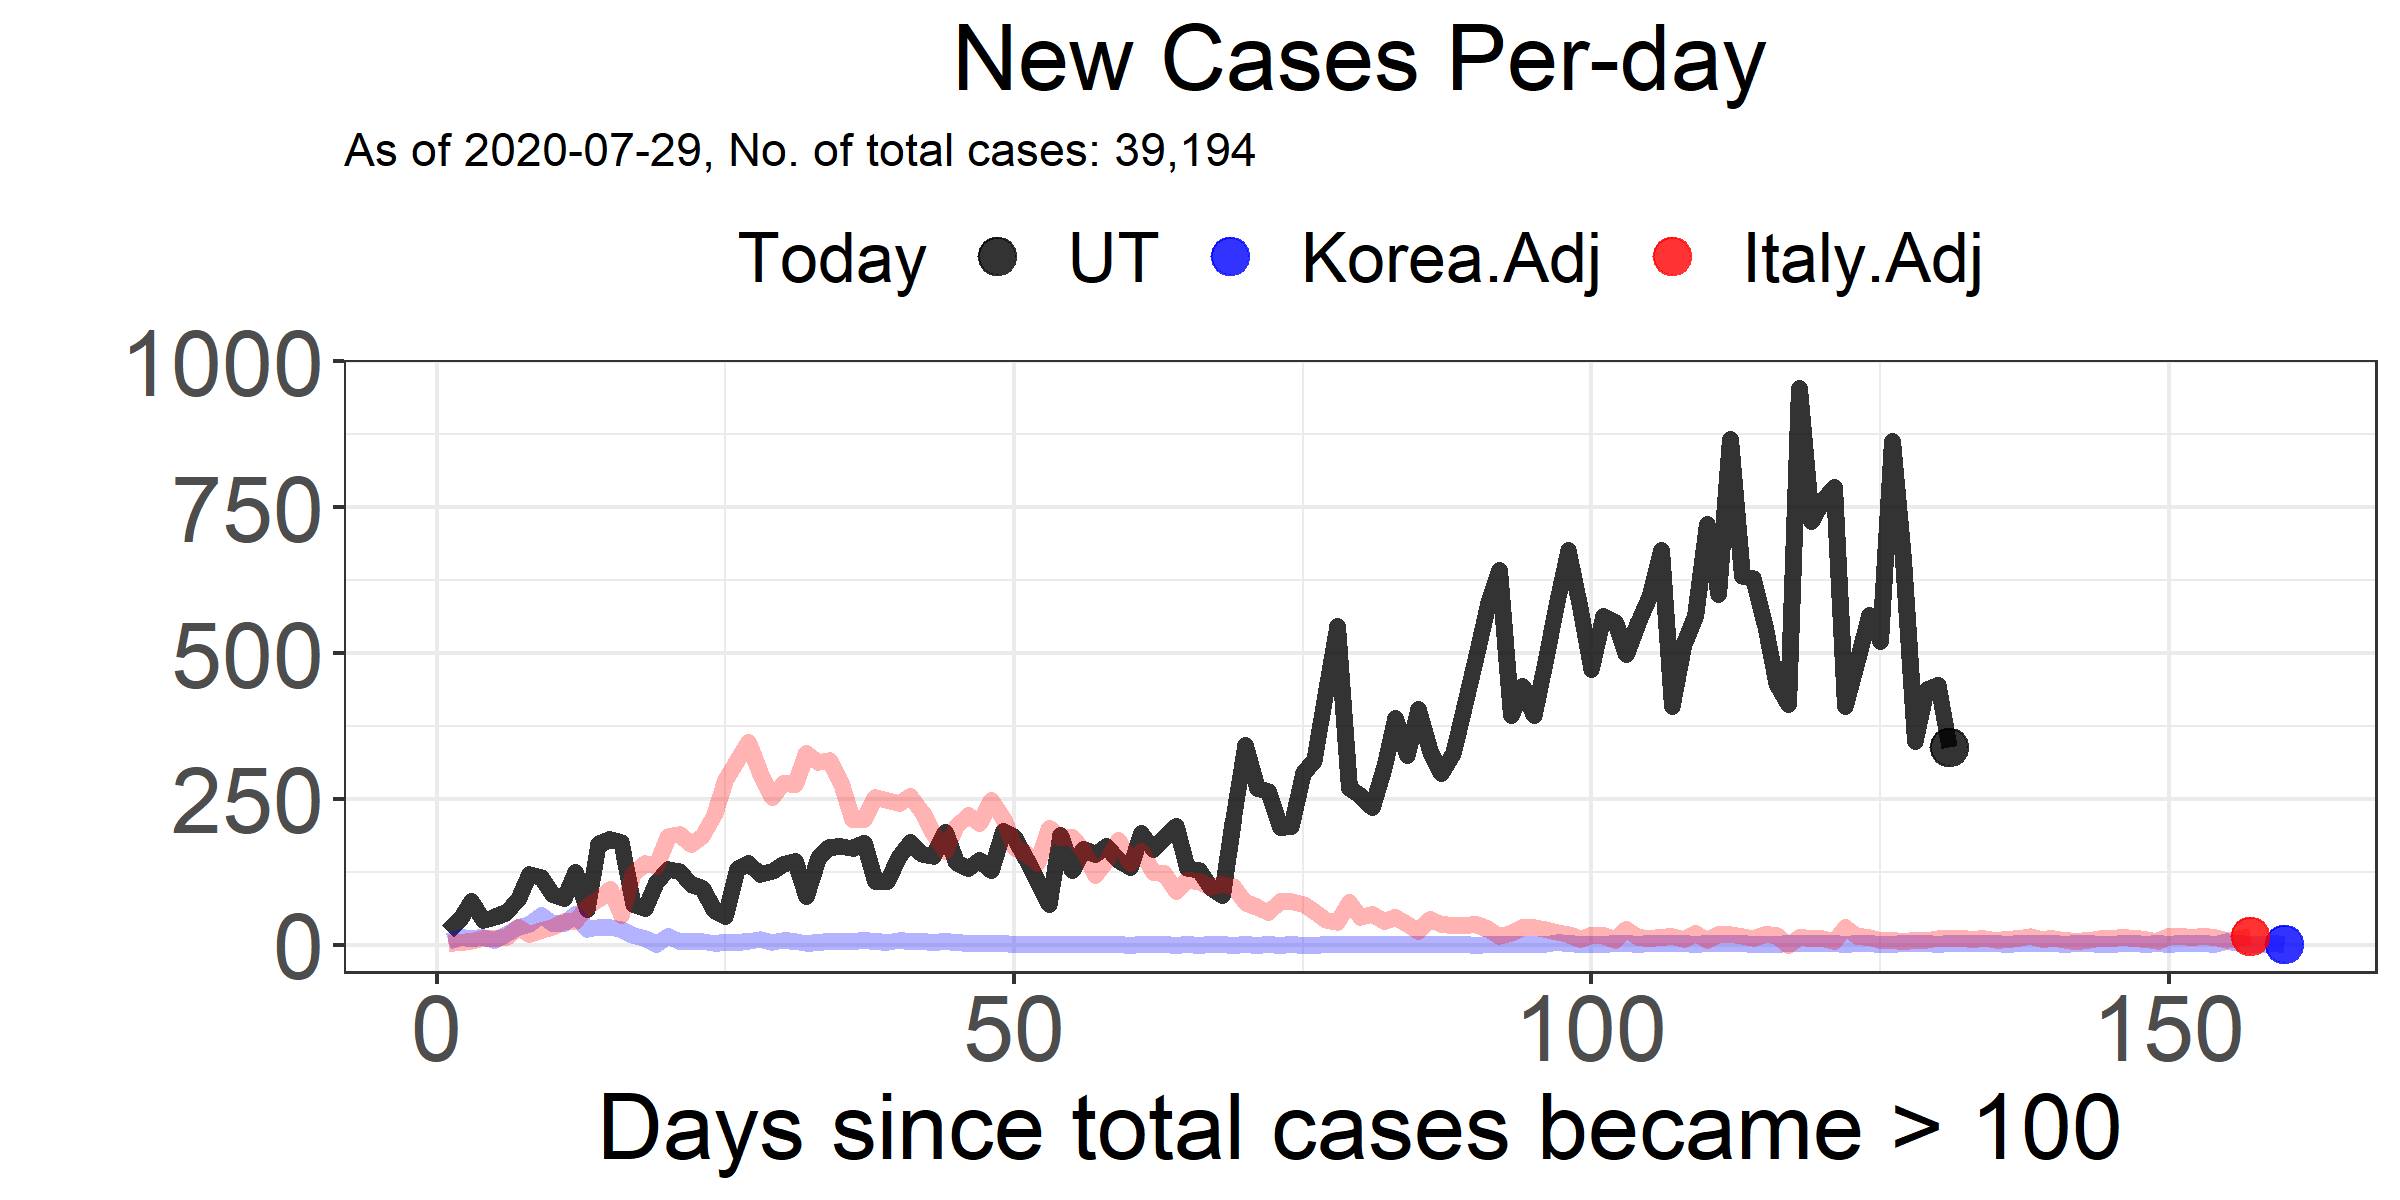 New Cases Per-day
As of 2020-07-29, No. of total cases: 39,194
Today UT Korea.Adj Italy.Adj
1000
750
500
250
0
0 50 100 150
Days since total cases became > 100